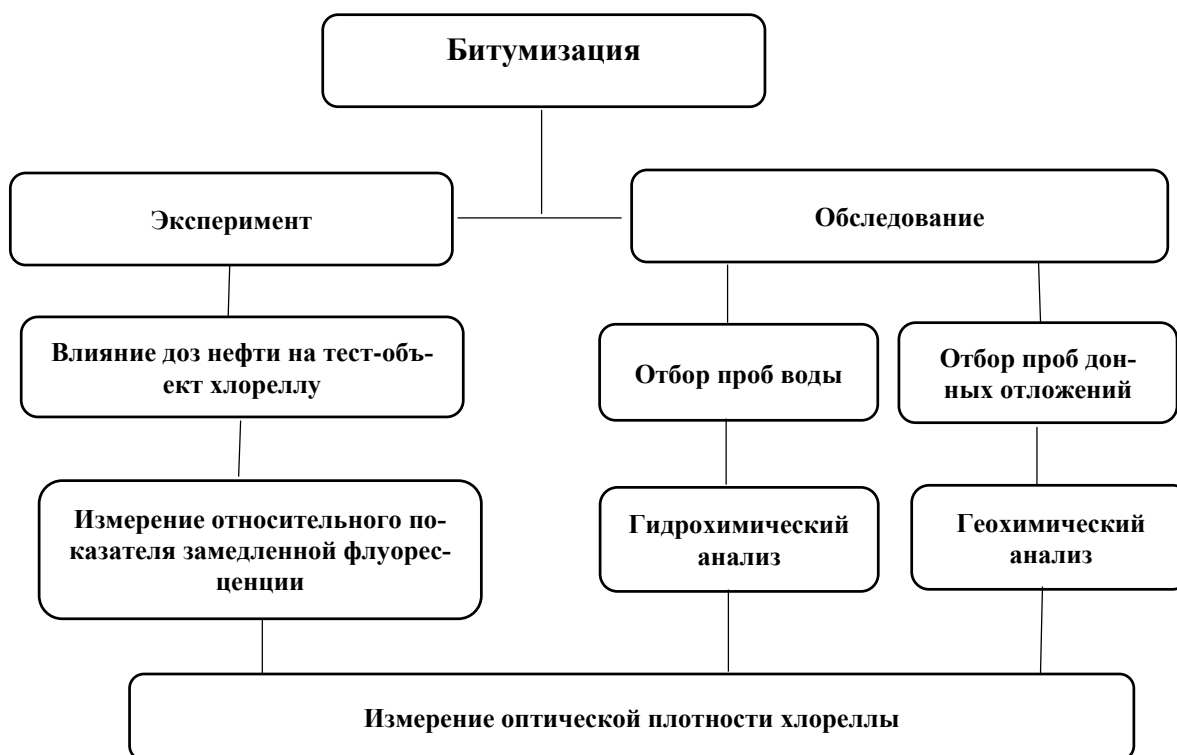 Битумизация
Эксперимент
Обследование
Влияние доз нефти на тест-объ-
ект хлореллу
Отбор проб воды
Отбор проб дон-
ных отложений
Измерение относительного по-
казателя замедленной флуорес-
ценции
Гидрохимический
анализ
Геохимический
анализ
Измерение оптической плотности хлореллы